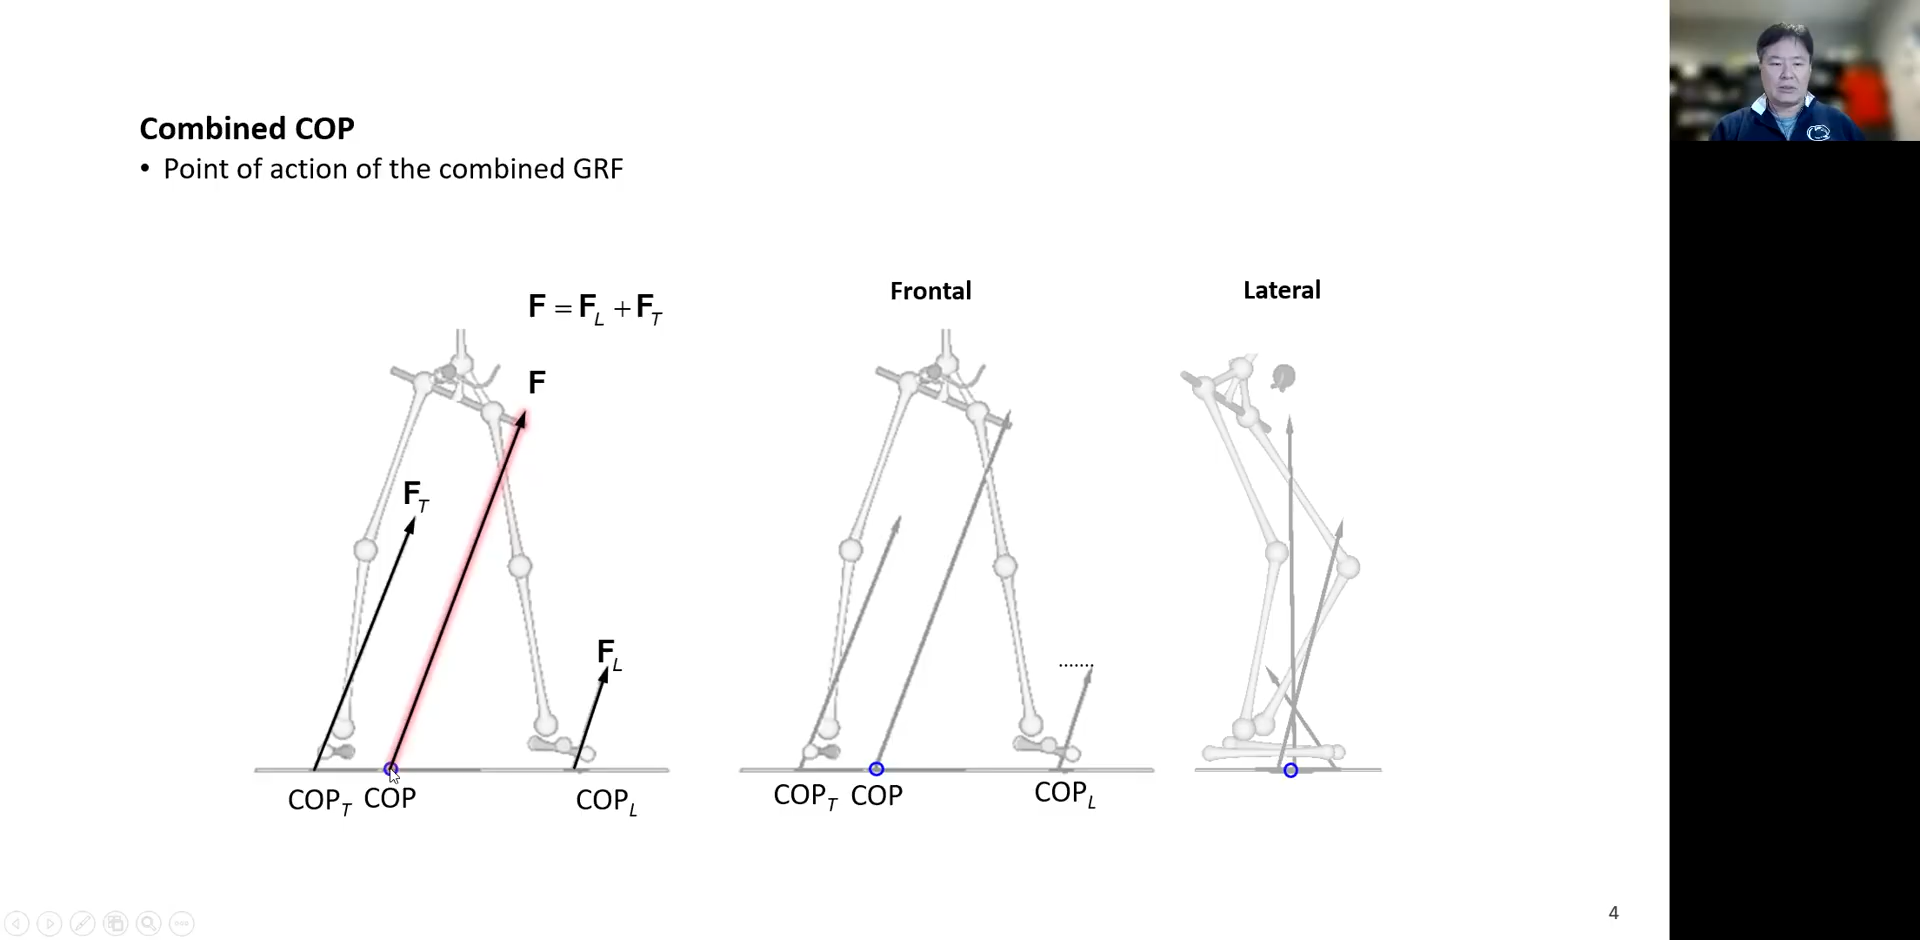 Combined COP
• Point of action of the combined GRF
F = F_L + F_T
F
F_T
F_L
COP_T COP COP_L
Frontal
.......
COP_T COP COP_L
Lateral
4